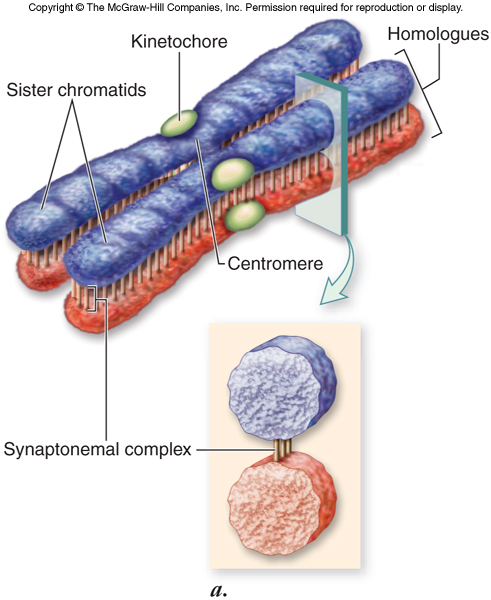 Copyright © The McGraw-Hill Companies, Inc. Permission required for reproduction or display.
Kinetochore
Homologues
Sister chromatids
Centromere
Synaptonemal complex
a.